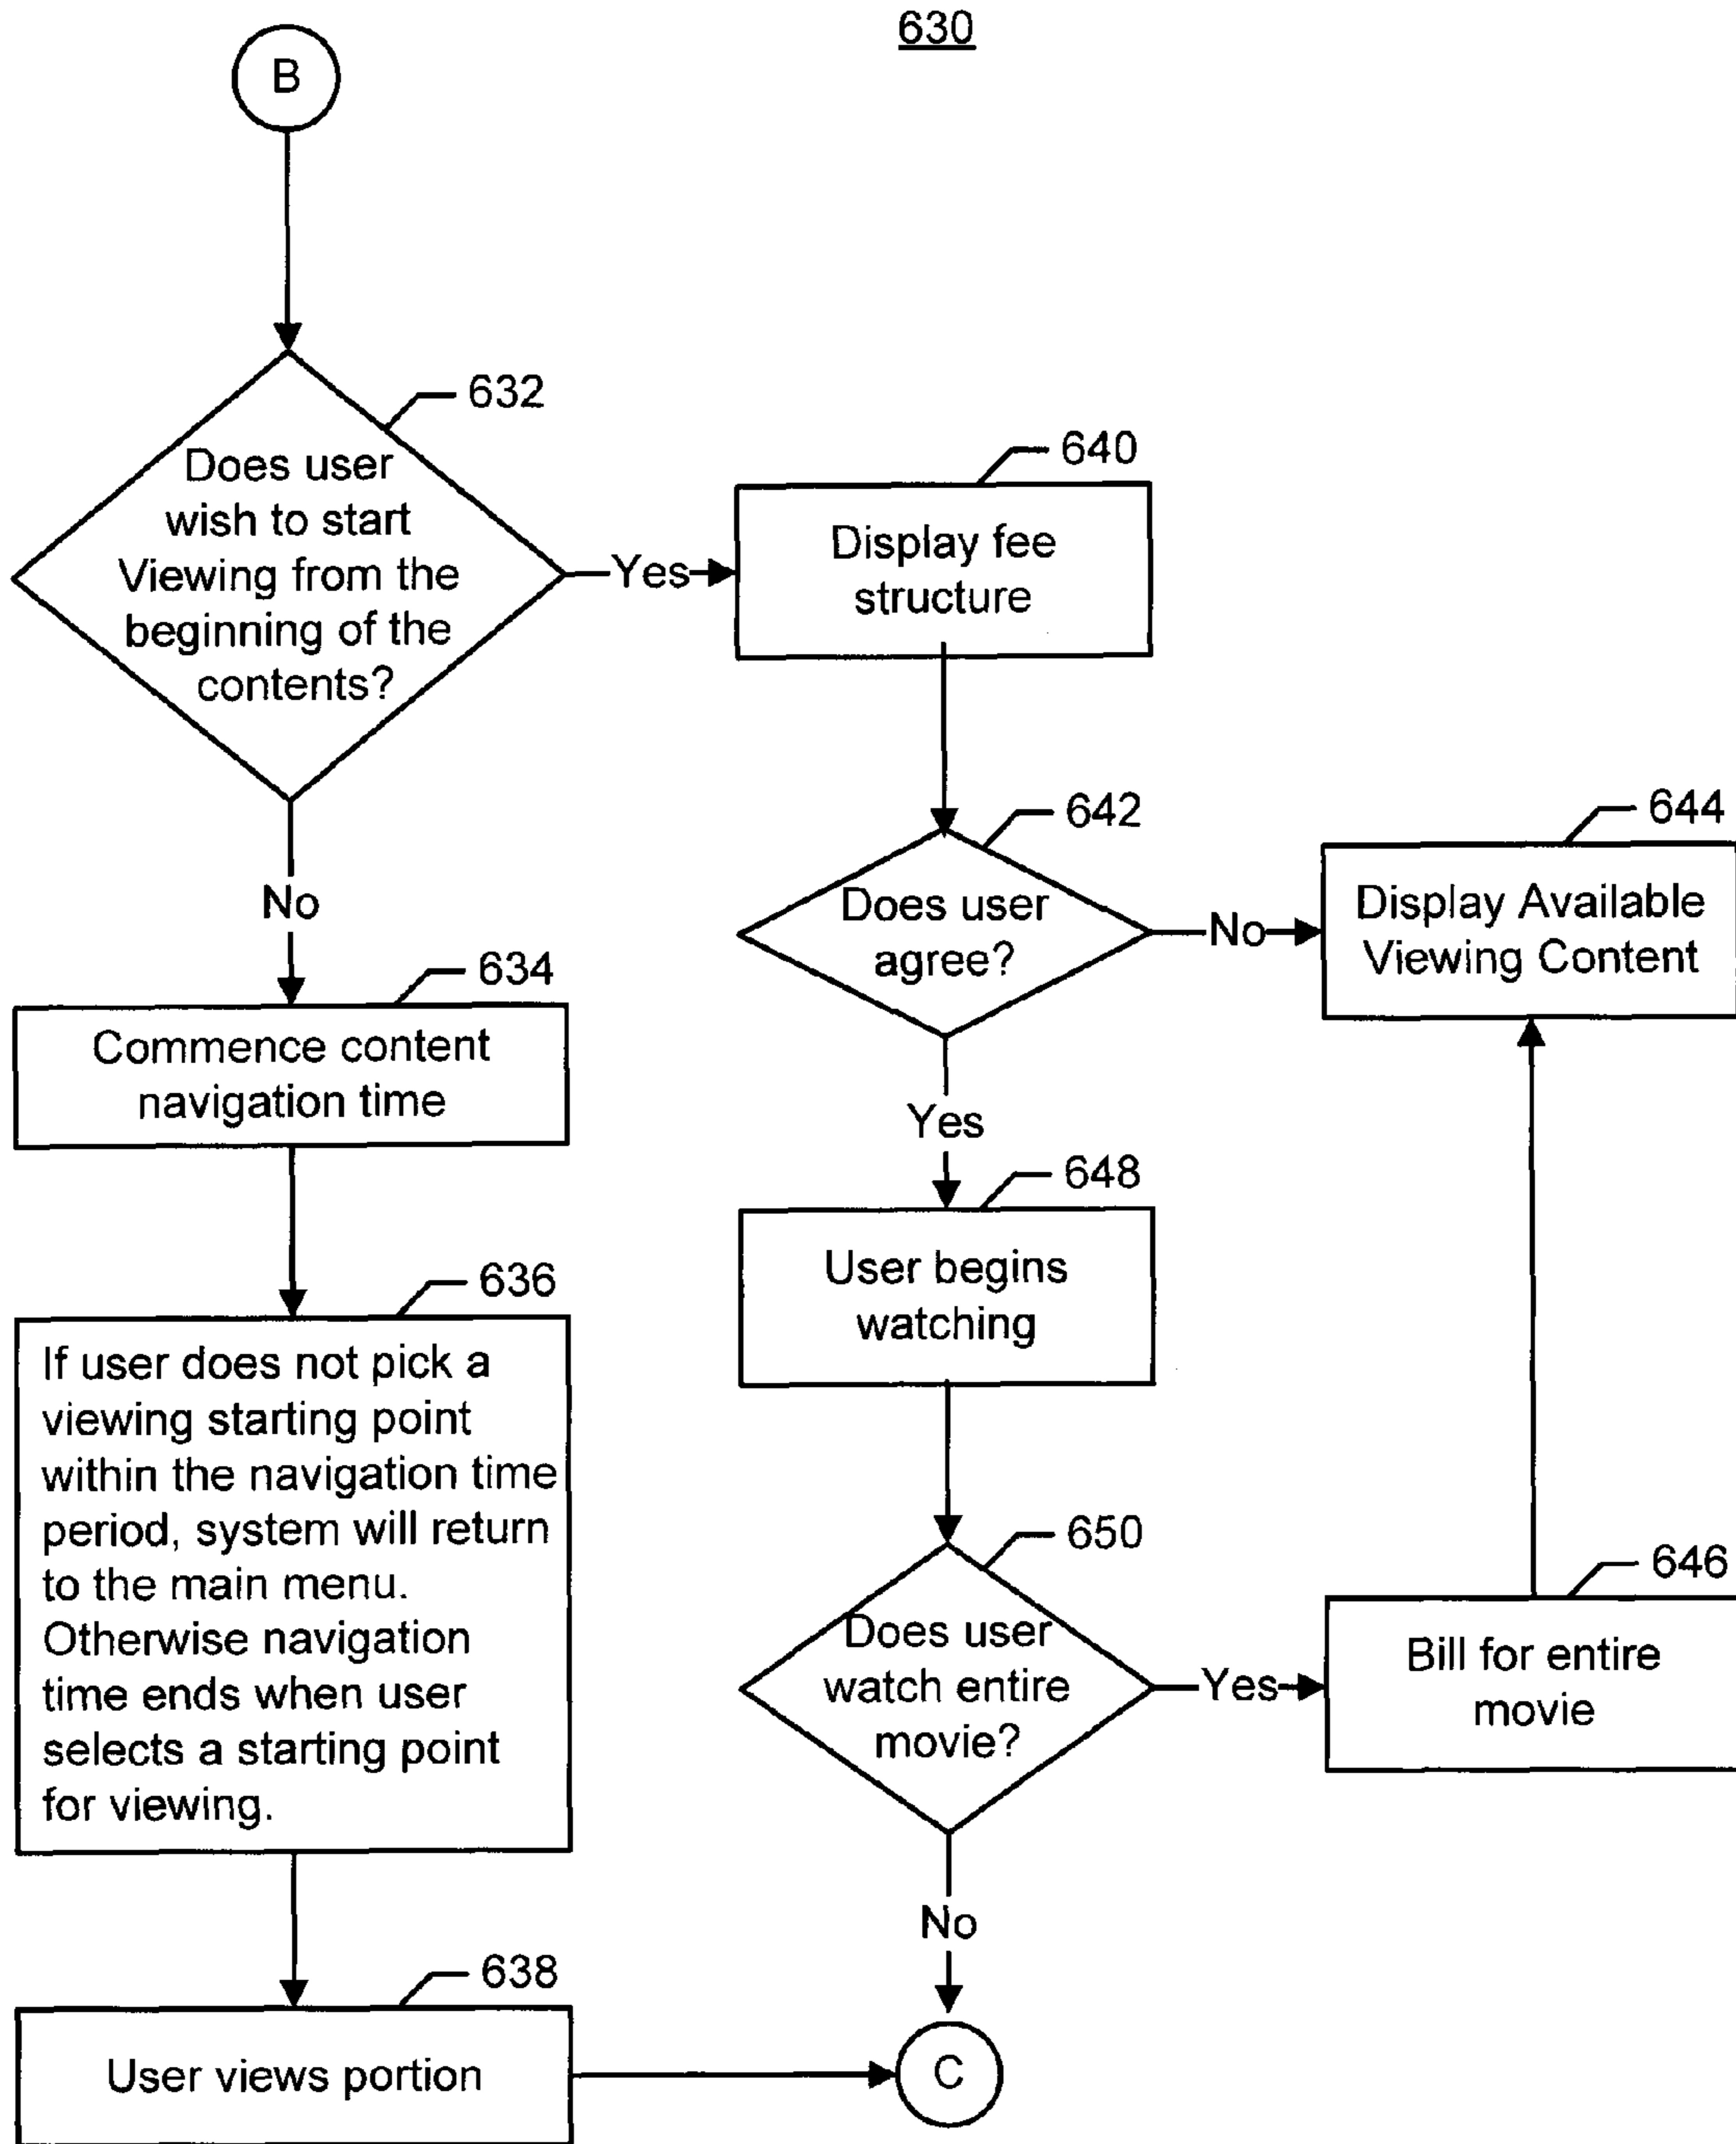 630
B
632
Does user
wish to start
Viewing from the
beginning of the
contents?
Yes
640
Display fee
structure
No
642
Does user
agree?
No
644
Display Available
Viewing Content
634
Commence content
navigation time
Yes
648
User begins
watching
636
If user does not pick a
viewing starting point
within the navigation time
period, system will return
to the main menu.
Otherwise navigation
time ends when user
selects a starting point
for viewing.
650
Does user
watch entire
movie?
Yes
646
Bill for entire
movie
No
638
User views portion
C